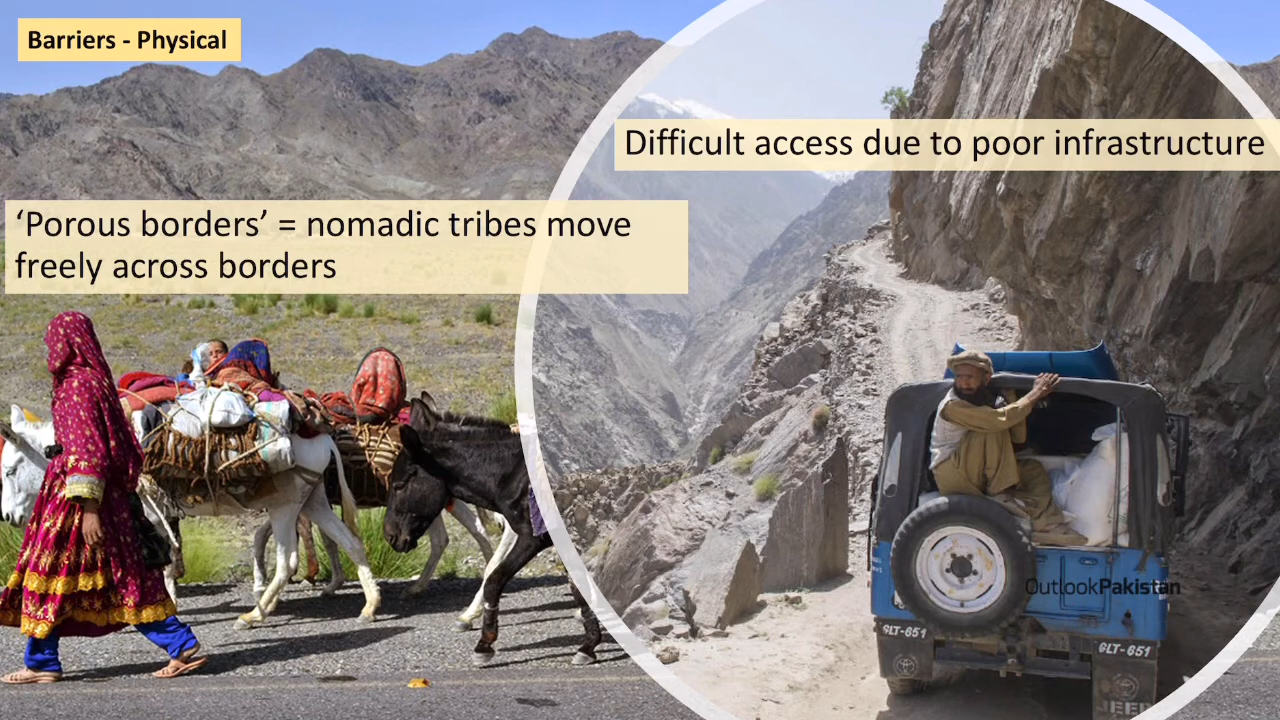 Barriers - Physical
Difficult access due to poor infrastructure
‘Porous borders’ = nomadic tribes move
freely across borders
OutlookPakistan
GLT-651
GLT-651
JEEP